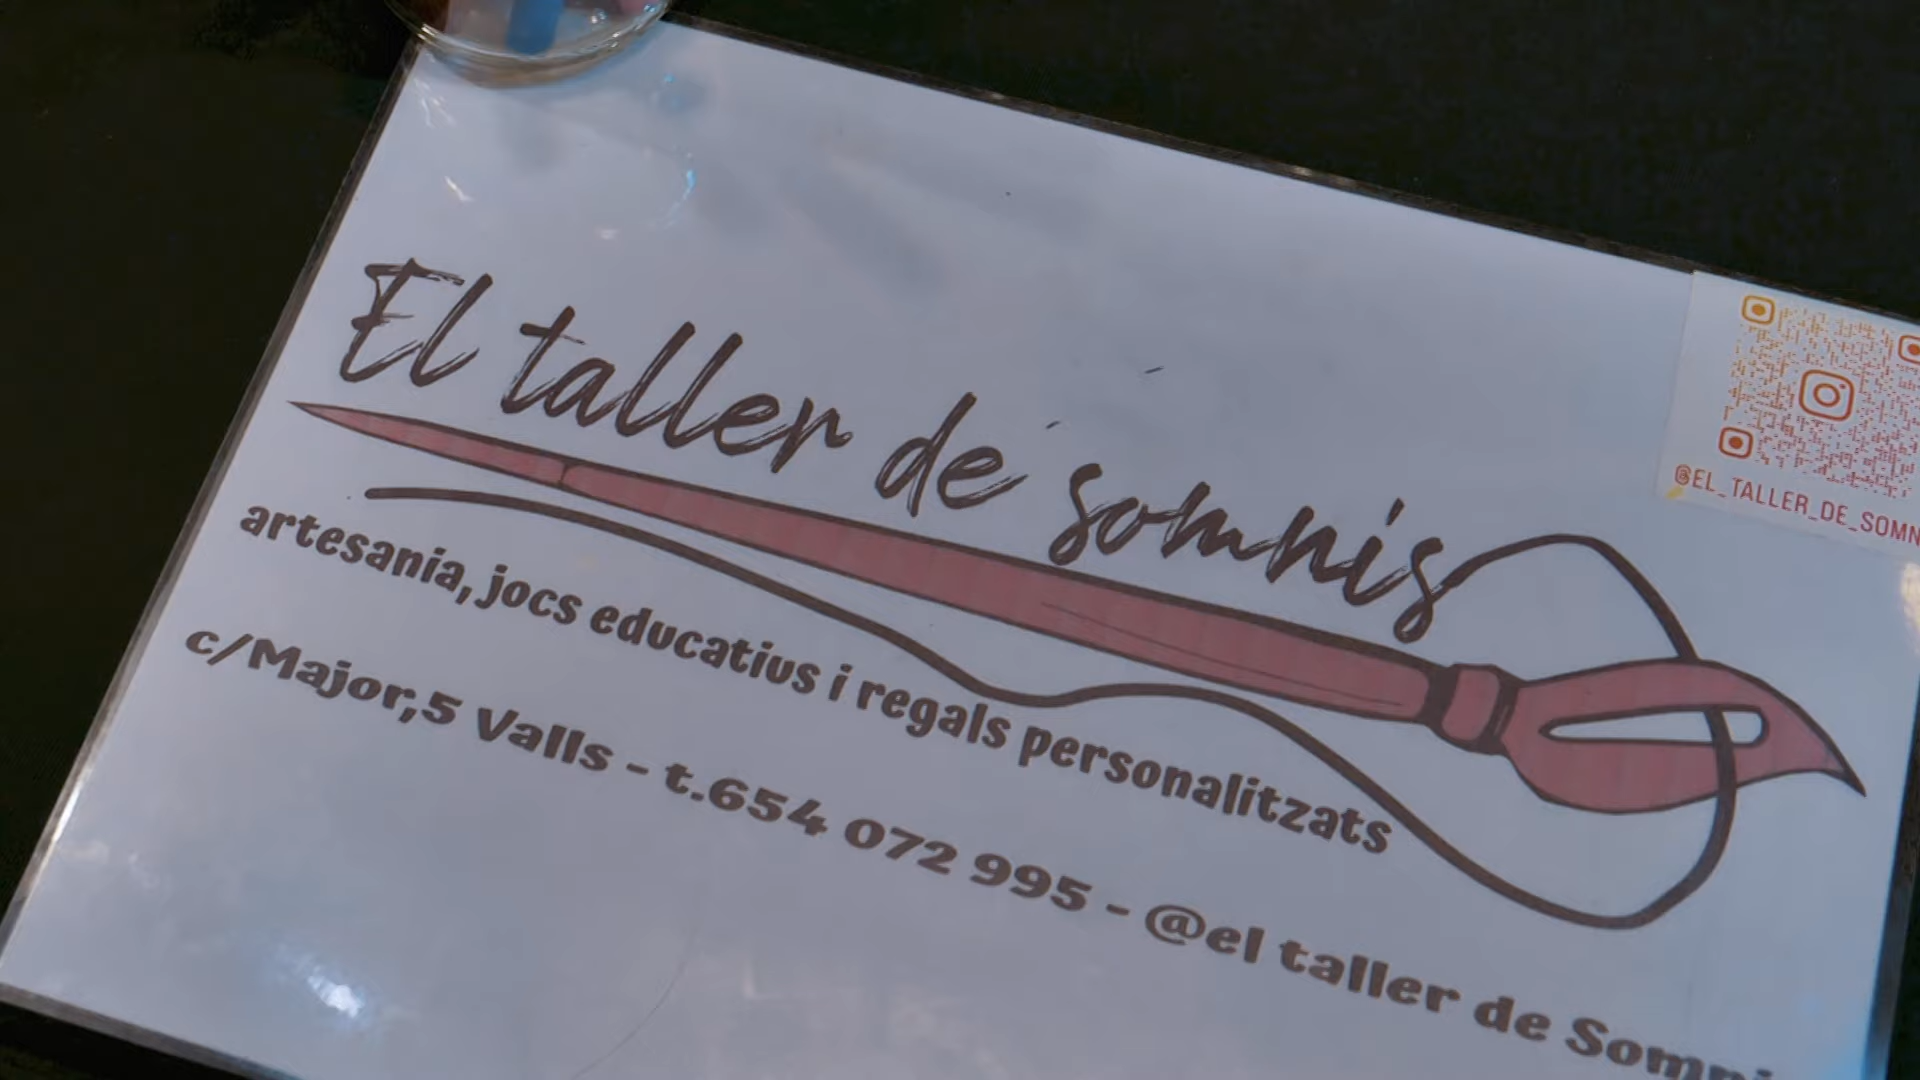 El taller de somnis
@EL_TALLER_DE_SOMN
artesania, jocs educatius i regals personalitzats
c/Major,5 Valls - t.654 072 995 - @el taller de Somni